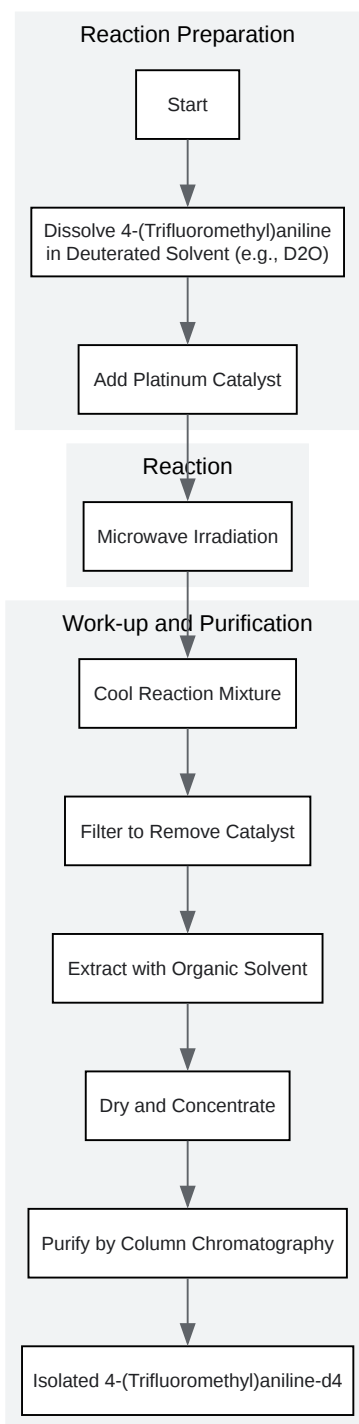 Reaction Preparation
Start
Dissolve 4-(Trifluoromethyl)aniline
in Deuterated Solvent (e.g., D2O)
Add Platinum Catalyst
Reaction
Microwave Irradiation
Work-up and Purification
Cool Reaction Mixture
Filter to Remove Catalyst
Extract with Organic Solvent
Dry and Concentrate
Purify by Column Chromatography
Isolated 4-(Trifluoromethyl)aniline-d4